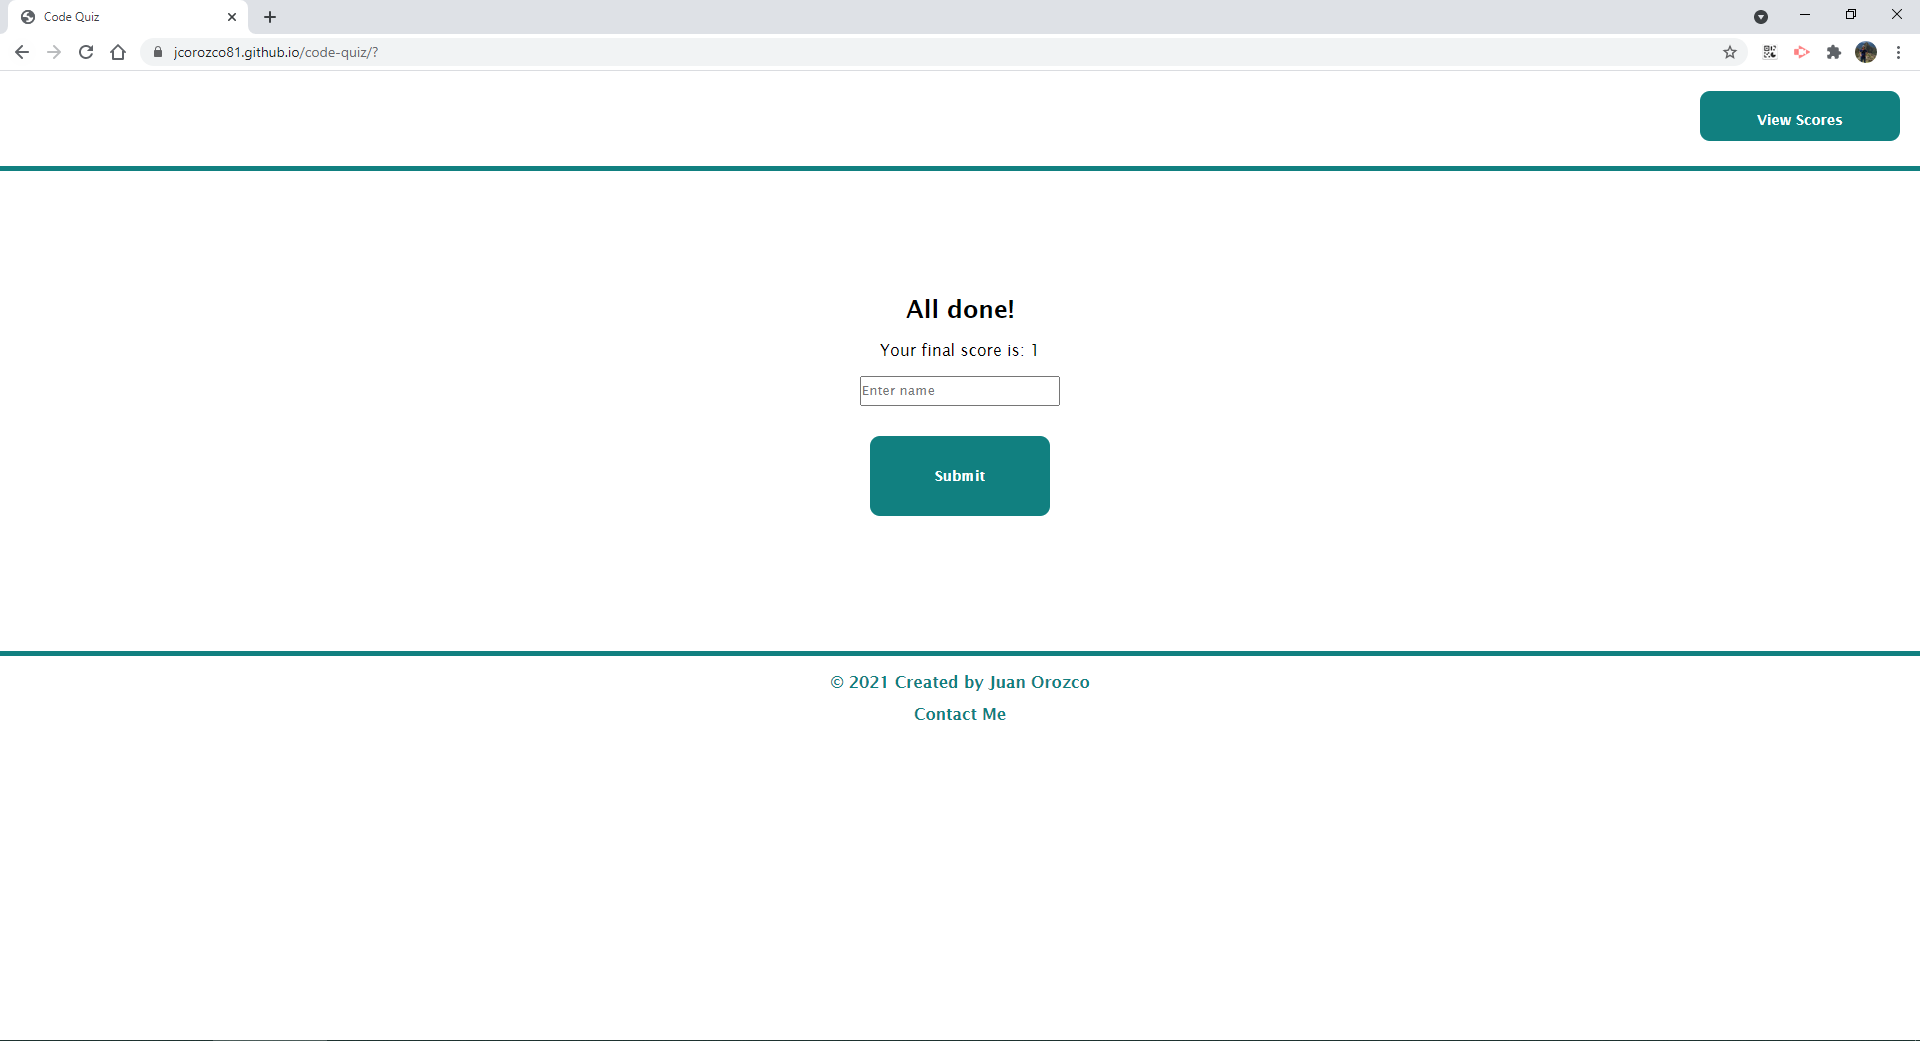 Code Quiz
jcorozco81.github.io/code-quiz/?
View Scores
All done!
Your final score is: 1
Enter name
Submit
© 2021 Created by Juan Orozco
Contact Me